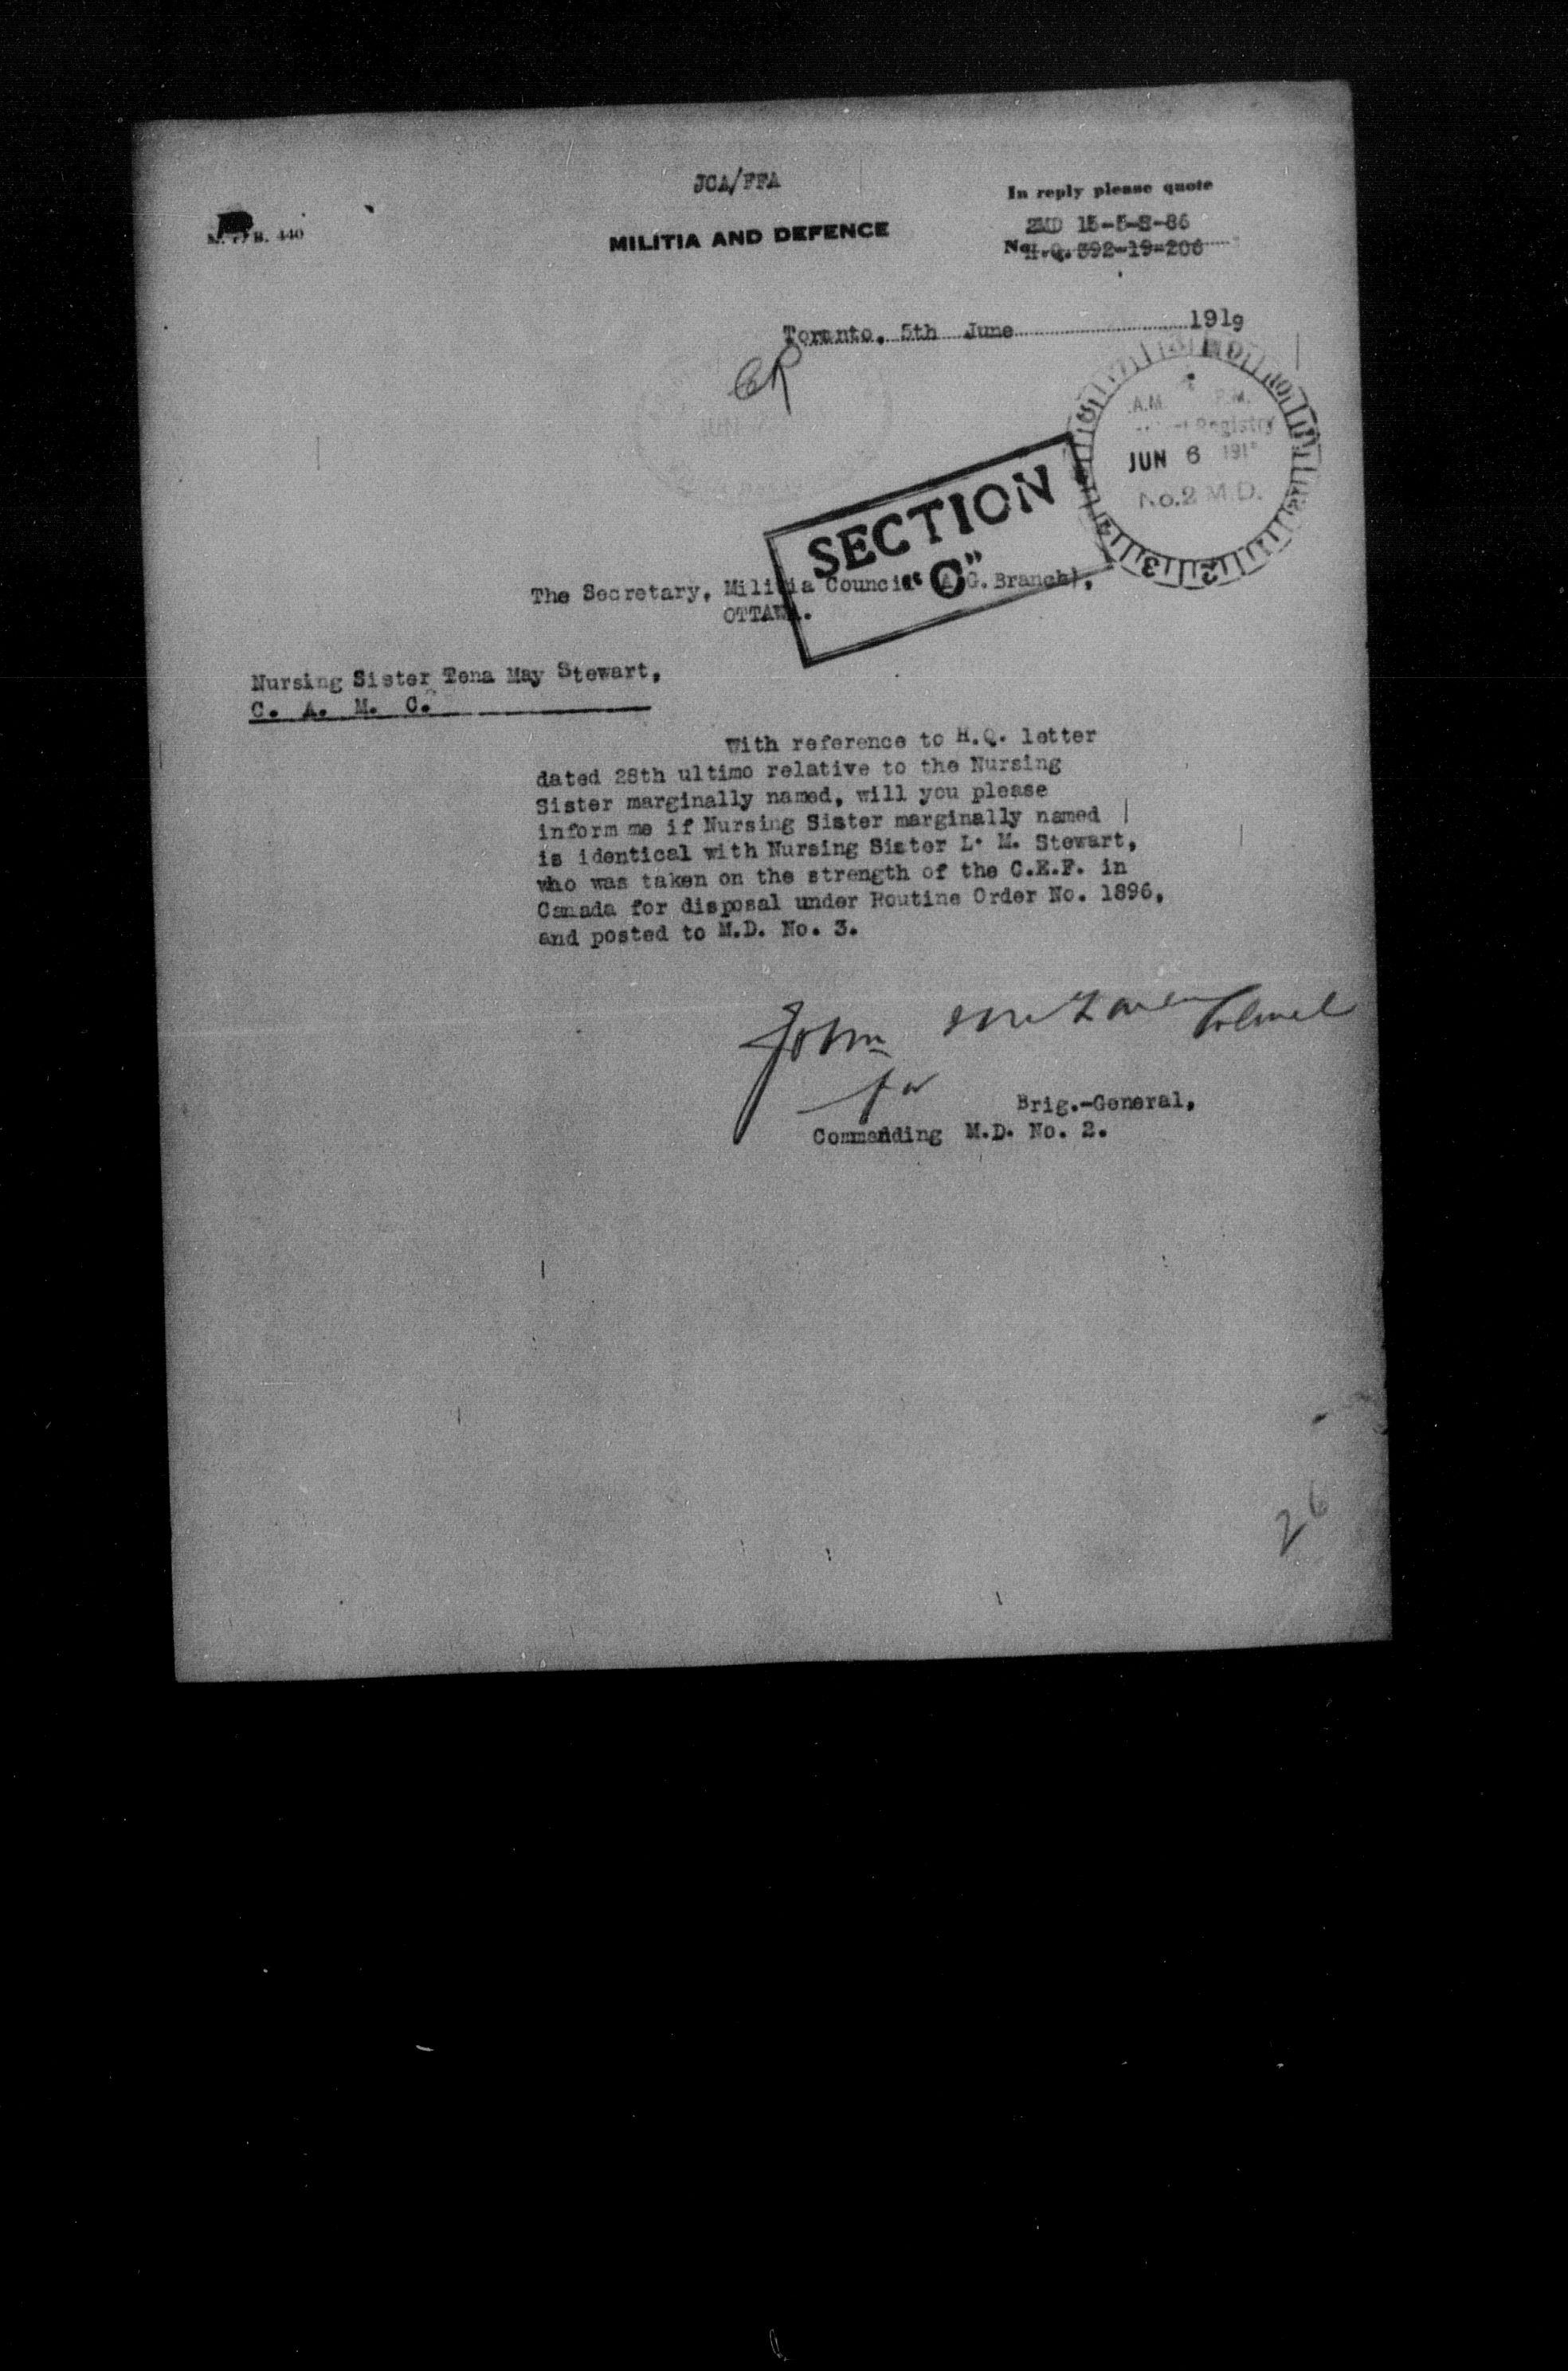 JCA/FFA
In reply please quote
B. 440
MILITIA AND DEFENCE
2MD 15-5-S-86
No H.Q. 392-19-206
Toronto, 5th June 1919
CR
A.M. P.M.
Registry
JUN 6 191
No. 2 M.D.
SECTION
"C"
The Secretary, Militia Council (A.G. Branch),
OTTAWA.
Nursing Sister Tena May Stewart,
C. A. M. C.
With reference to H.Q. letter
dated 28th ultimo relative to the Nursing
Sister marginally named, will you please
inform me if Nursing Sister marginally named
is identical with Nursing Sister L. M. Stewart,
who was taken on the strength of the C.E.F. in
Canada for disposal under Routine Order No. 1896,
and posted to M.D. No. 3.
John Colonel
for
Brig.-General,
Commanding M.D. No. 2.
26